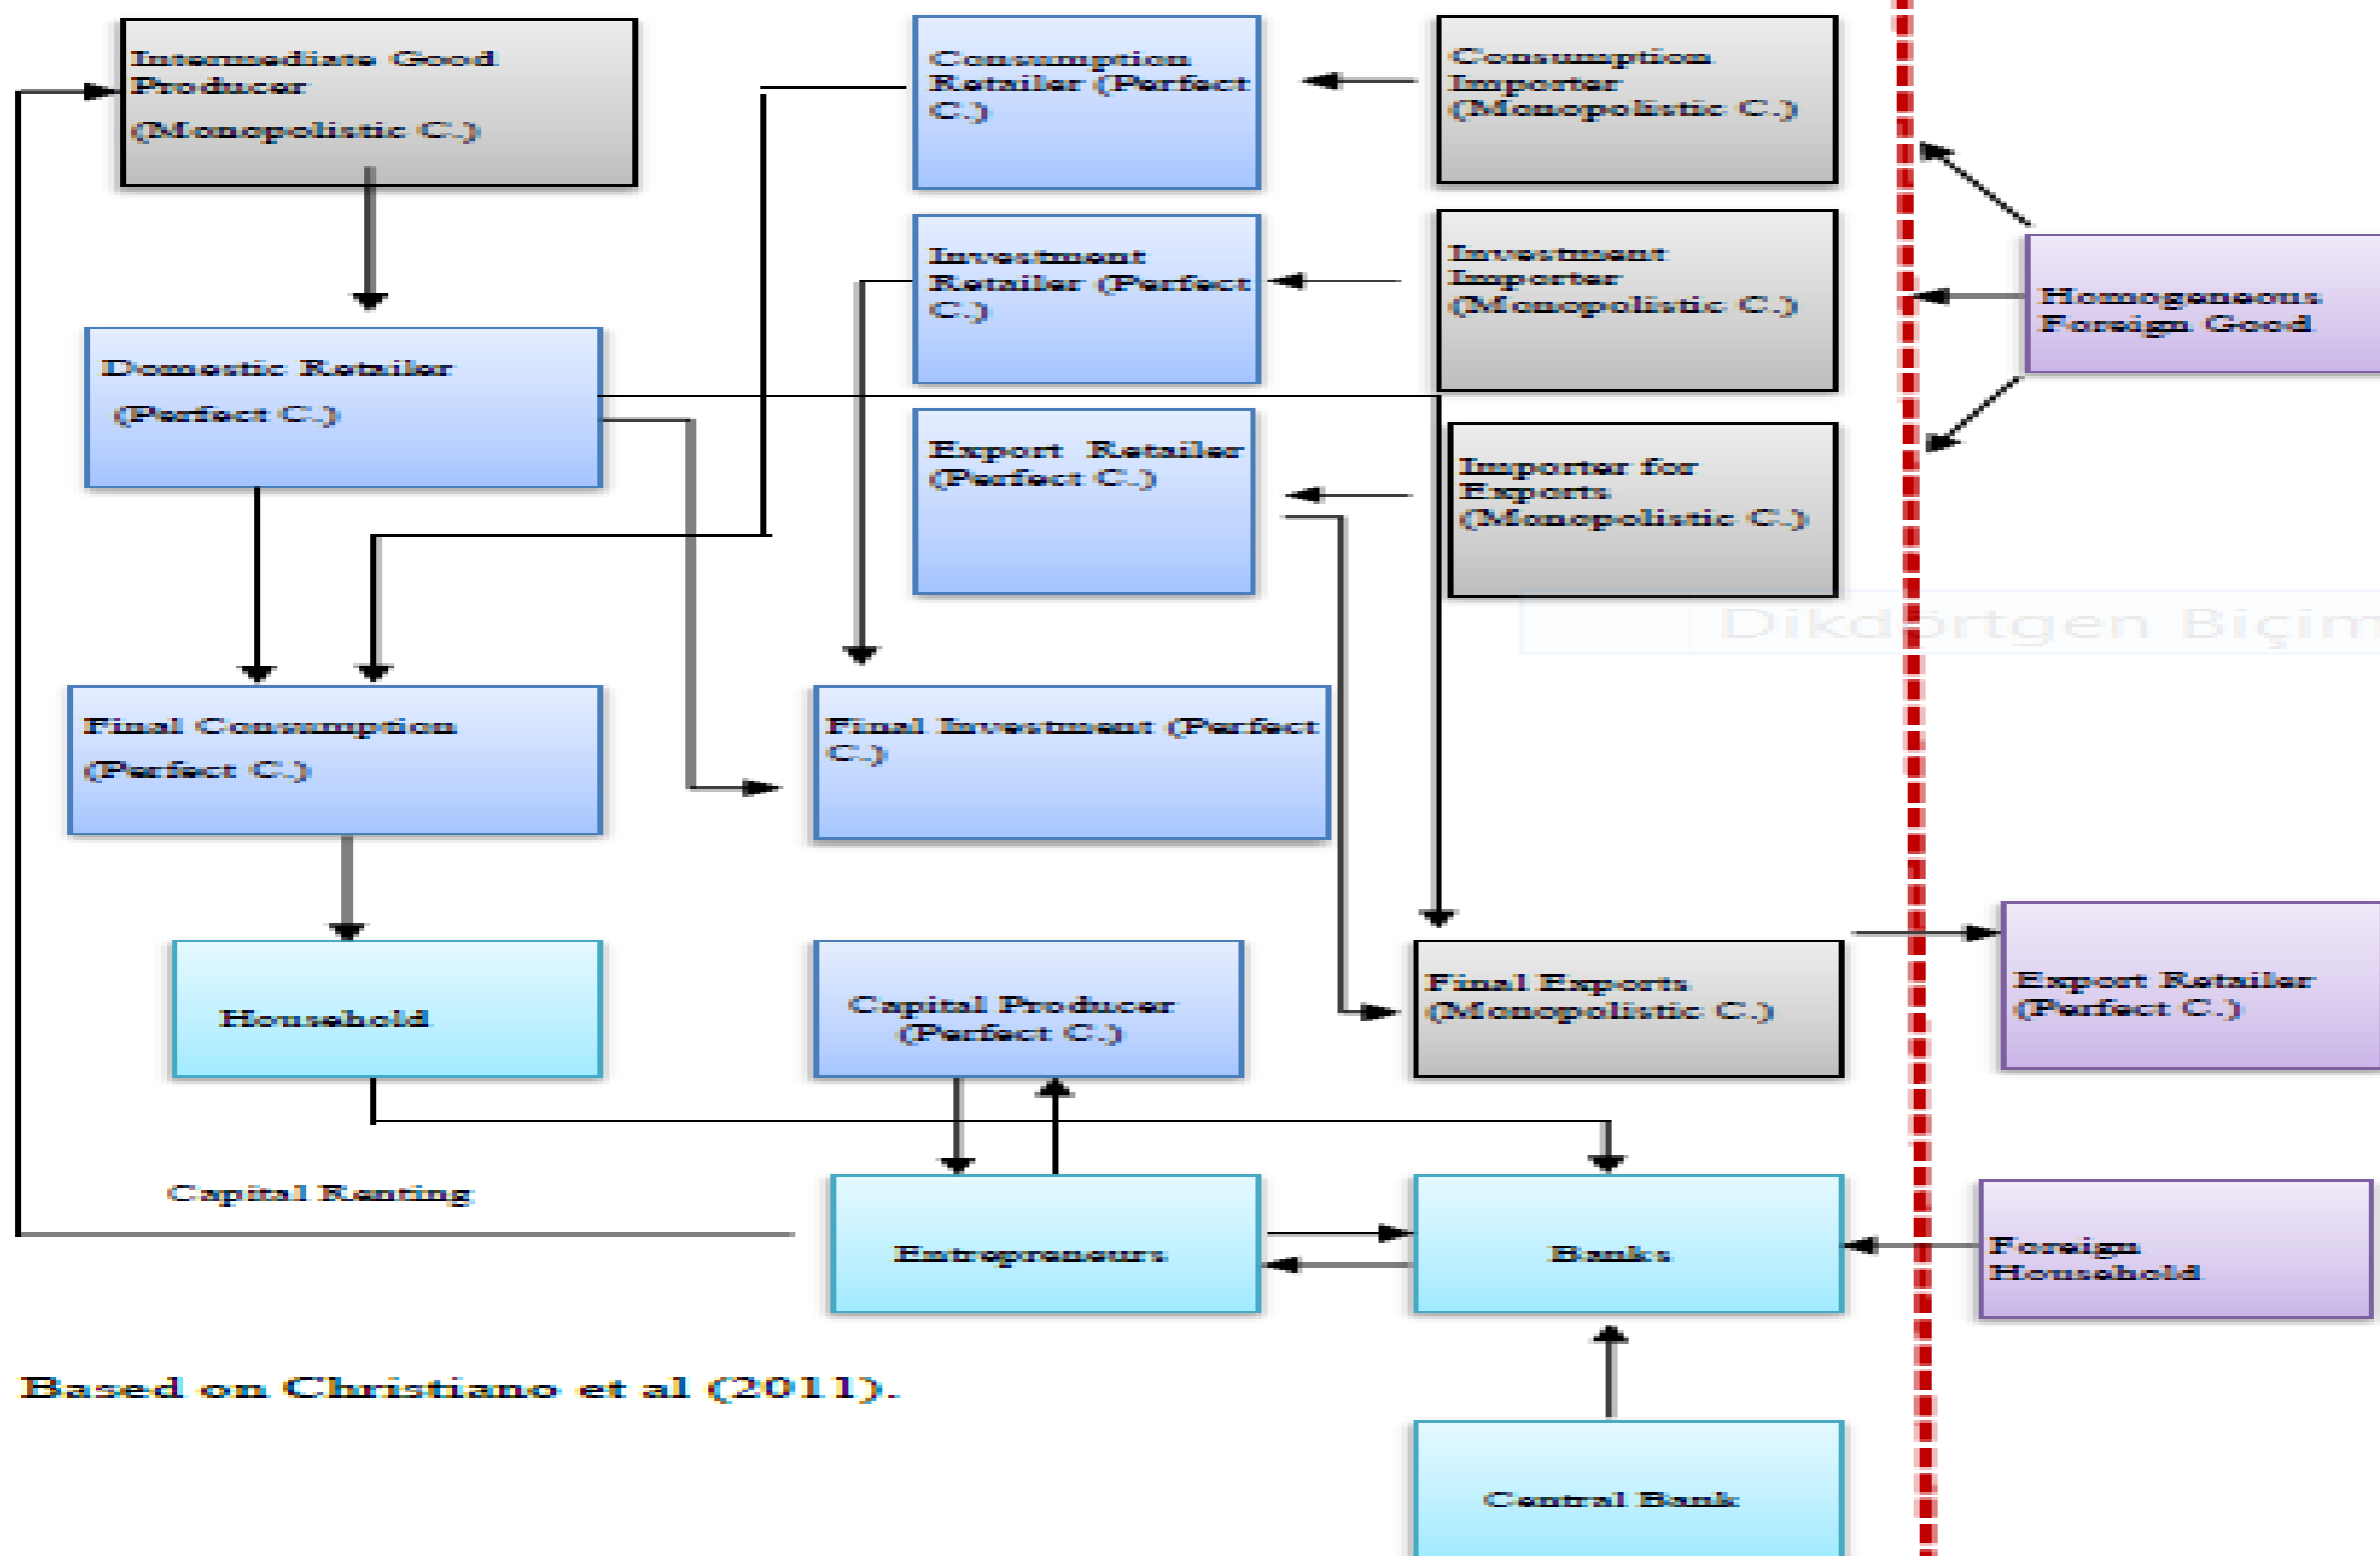 Intermediate Good
Producer
(Monopolistic C.)
Consumption
Retailer (Perfect
C.)
Consumption
Importer
(Monopolistic C.)
Investment
Retailer (Perfect
C.)
Investment
Importer
(Monopolistic C.)
Homogeneous
Foreign Good
Domestic Retailer
(Perfect C.)
Export Retailer
(Perfect C.)
Importer for
Exports
(Monopolistic C.)
Dikdörtgen Biçim
Final Consumption
(Perfect C.)
Final Investment (Perfect
C.)
Household
Capital Producer
(Perfect C.)
Final Exports
(Monopolistic C.)
Export Retailer
(Perfect C.)
Capital Renting
Entrepreneurs
Banks
Foreign
Household
Based on Christiano et al (2011).
Central Bank